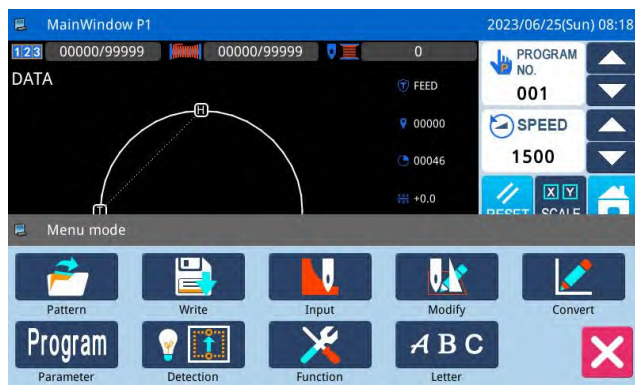 MainWindow P1
2023/06/25(Sun) 08:18
123 00000/99999 00000/99999 0
DATA
PROGRAM
NO.
001
FEED
00000
SPEED
1500
00046
+0.0
H
T
X Y
RESET SCALE
Menu mode
Pattern Write Input Modify Convert
Program A B C
Parameter Detection Function Letter